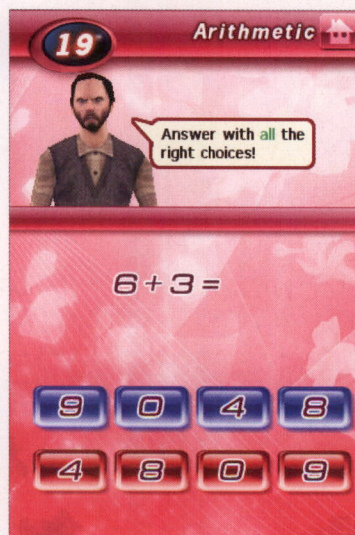 19
Arithmetic
Answer with all the
right choices!
6+3=
9 0 4 8
4 8 0 9